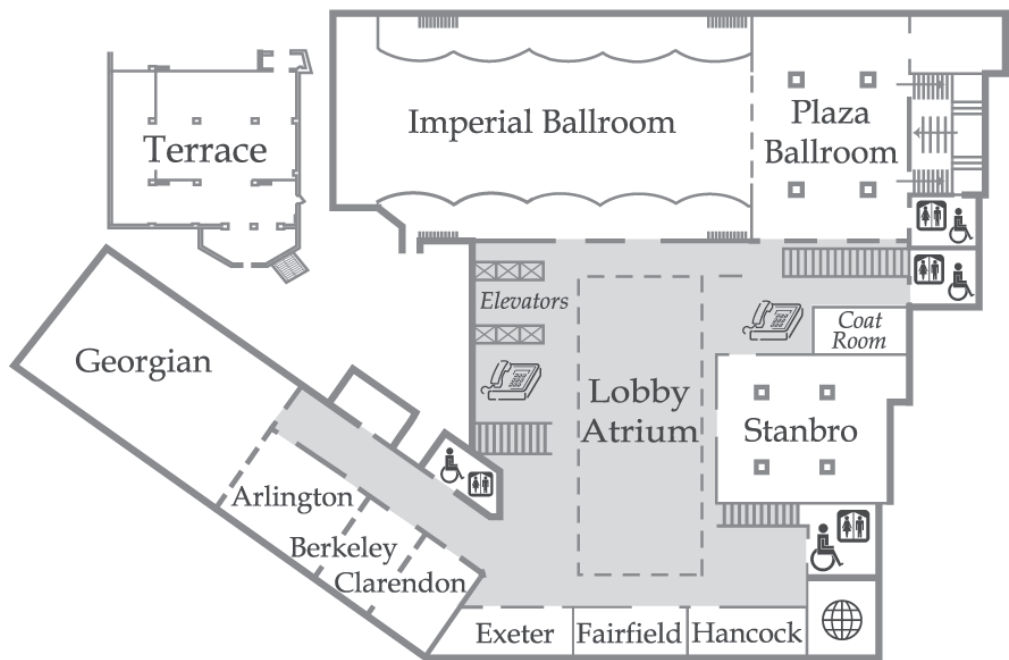 Imperial Ballroom
Plaza
Ballroom
Terrace
Elevators
Georgian
Coat
Room
Lobby
Atrium
Stanbro
Arlington
Berkeley
Clarendon
Exeter
Fairfield
Hancock